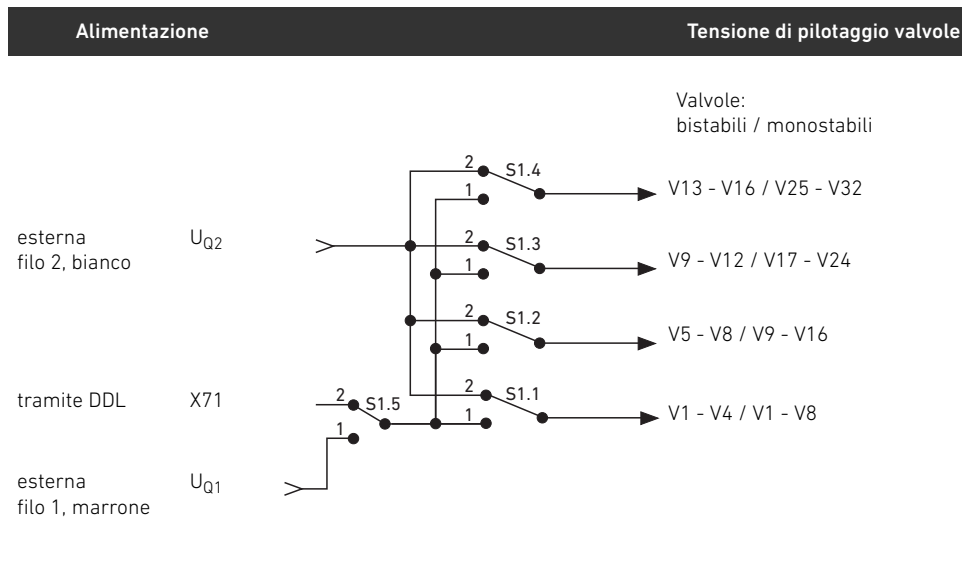 Alimentazione Tensione di pilotaggio valvole
Valvole:
bistabili / monostabili
2 S1.4
1
V13 - V16 / V25 - V32
esterna UQ2
filo 2, bianco
2 S1.3
1
V9 - V12 / V17 - V24
2 S1.2
1
V5 - V8 / V9 - V16
tramite DDL X71
2 S1.5
1
2 S1.1
1
V1 - V4 / V1 - V8
esterna UQ1
filo 1, marrone